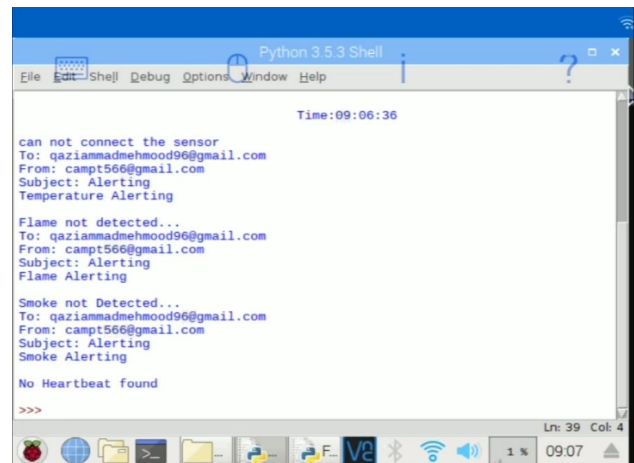 Python 3.5.3 Shell
File Edit Shell Debug Options Window Help
Time:09:06:36
can not connect the sensor
To: qaziammadmehmood96@gmail.com
From: campt566@gmail.com
Subject: Alerting
Temperature Alerting
Flame not detected...
To: qaziammadmehmood96@gmail.com
From: campt566@gmail.com
Subject: Alerting
Flame Alerting
Smoke not Detected...
To: qaziammadmehmood96@gmail.com
From: campt566@gmail.com
Subject: Alerting
Smoke Alerting
No Heartbeat found
>>>
Ln: 39 Col: 4
F... 1 % 09:07